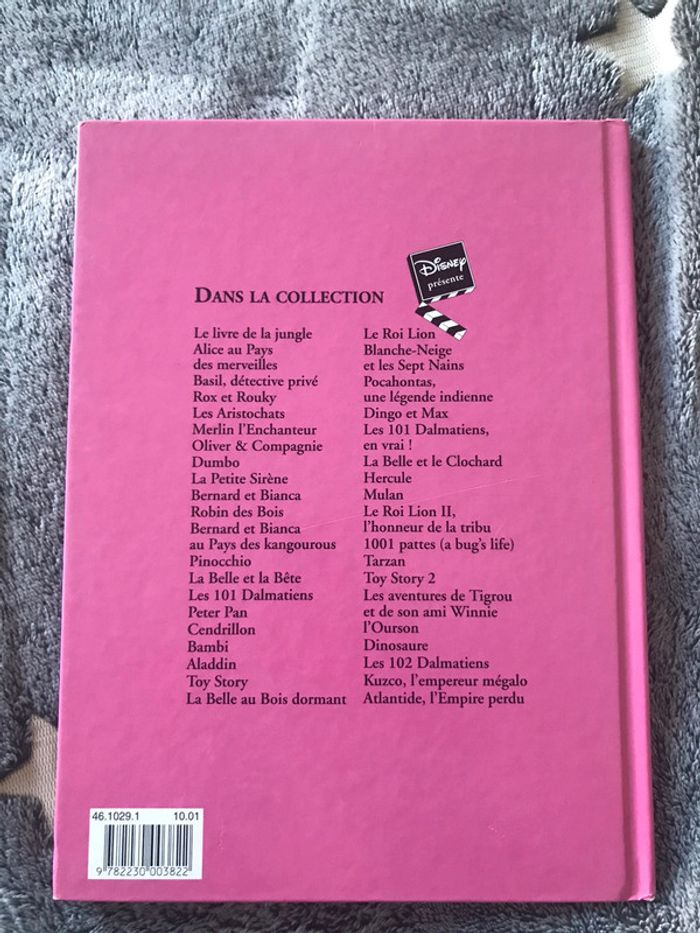 Disney
présente
DANS LA COLLECTION
Le livre de la jungle
Alice au Pays
des merveilles
Basil, détective privé
Rox et Rouky
Les Aristochats
Merlin l'Enchanteur
Oliver & Compagnie
Dumbo
La Petite Sirène
Bernard et Bianca
Robin des Bois
Bernard et Bianca
au Pays des kangourous
Pinocchio
La Belle et la Bête
Les 101 Dalmatiens
Peter Pan
Cendrillon
Bambi
Aladdin
Toy Story
La Belle au Bois dormant
Le Roi Lion
Blanche-Neige
et les Sept Nains
Pocahontas,
une légende indienne
Dingo et Max
Les 101 Dalmatiens,
en vrai !
La Belle et le Clochard
Hercule
Mulan
Le Roi Lion II,
l'honneur de la tribu
1001 pattes (a bug's life)
Tarzan
Toy Story 2
Les aventures de Tigrou
et de son ami Winnie
l'Ourson
Dinosaure
Les 102 Dalmatiens
Kuzco, l'empereur mégalo
Atlantide, l'Empire perdu
46.1029.1 10.01
9 782230 003822